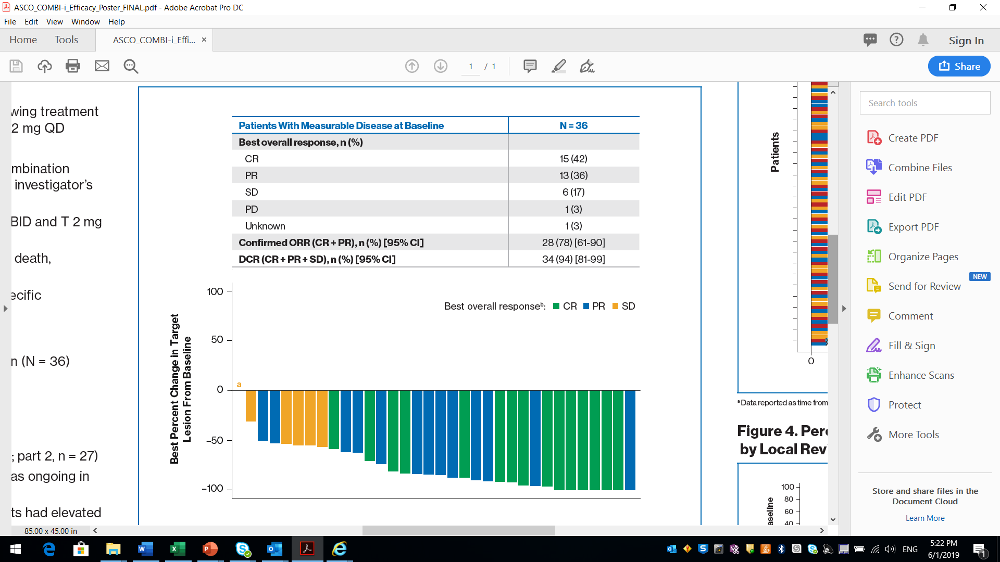 ASCO_COMBI-i_Efficacy_Poster_FINAL.pdf - Adobe Acrobat Pro DC
File Edit View Window Help
Home Tools ASCO_COMBI-i_Effi... ×
Sign In
1 / 1
Share
wing treatment
2 mg QD
mbination
investigator's
BID and T 2 mg
death,
ecific
n (N = 36)
; part 2, n = 27)
as ongoing in
ts had elevated
85.00 x 45.00 in
Patients With Measurable Disease at Baseline N = 36
Best overall response, n (%)
CR 15 (42)
PR 13 (36)
SD 6 (17)
PD 1 (3)
Unknown 1 (3)
Confirmed ORR (CR + PR), n (%) [95% CI] 28 (78) [61-90]
DCR (CR + PR + SD), n (%) [95% CI] 34 (94) [81-99]
Best Percent Change in Target
Lesion From Baseline
100
50
0
–50
–100
Best overall responseᵇ: CR PR SD
a
Patients
0
ᵃ Data reported as time from
Figure 4. Perc
by Local Rev
100
80
60
40
aseline
Search tools
Create PDF
Combine Files
Edit PDF
Export PDF
Organize Pages
NEW
Send for Review
Comment
Fill & Sign
Enhance Scans
Protect
More Tools
Store and share files in the
Document Cloud
Learn More
ENG
5:22 PM
6/1/2019
1